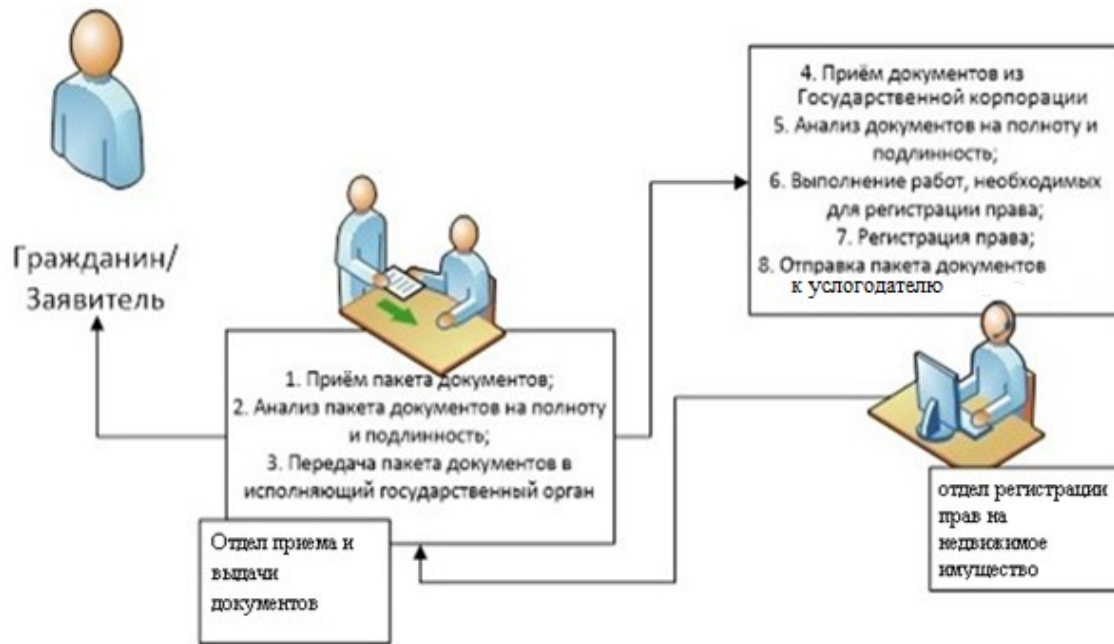 Гражданин/
Заявитель
1. Приём пакета документов;
2. Анализ пакета документов на полноту
и подлинность;
3. Передача пакета документов в
исполняющий государственный орган
Отдел приема и
выдачи
документов
4. Приём документов из
Государственной корпорации
5. Анализ документов на полноту и
подлинность;
6. Выполнение работ, необходимых
для регистрации права;
7. Регистрация права;
8. Отправка пакета документов
к услогодателю
отдел регистрации
прав на
недвижимое
имущество